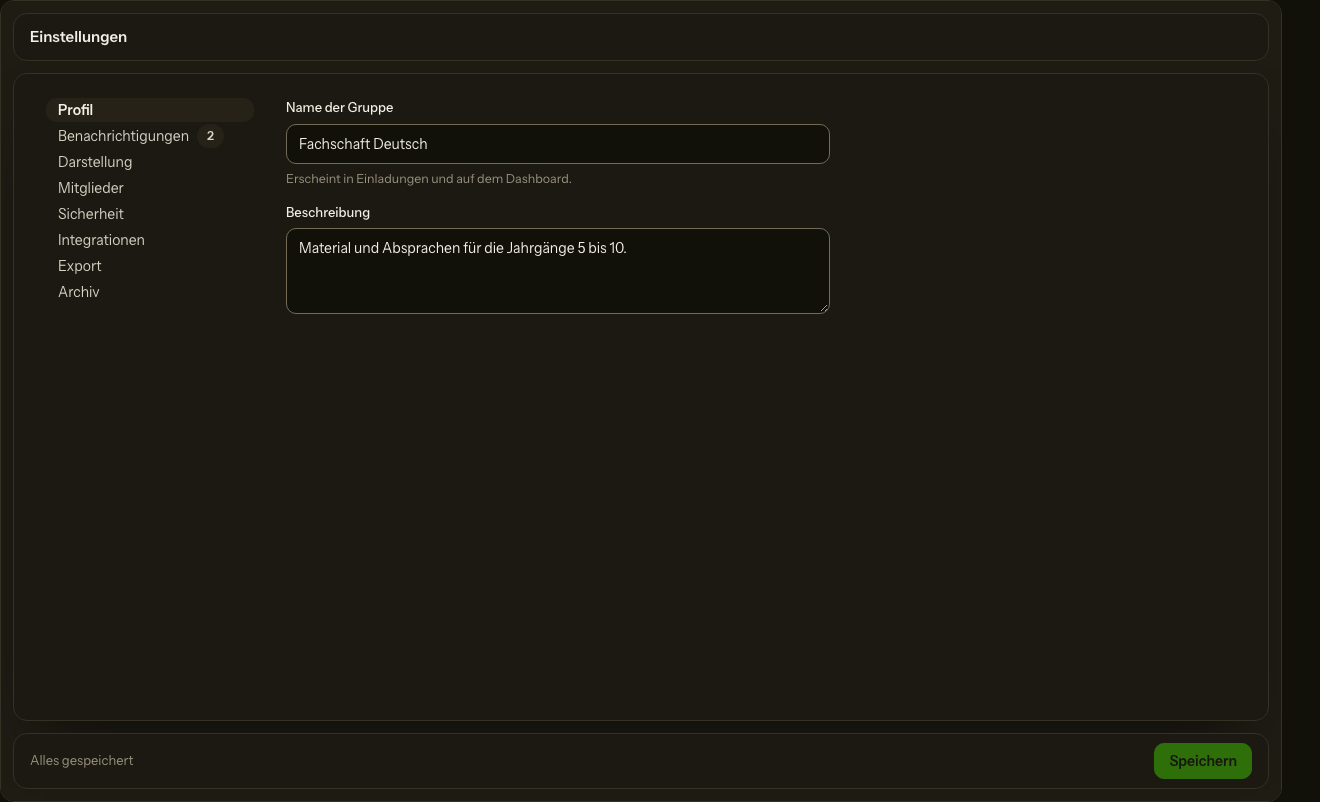 Einstellungen
Profil
Benachrichtigungen 2
Darstellung
Mitglieder
Sicherheit
Integrationen
Export
Archiv
Name der Gruppe
Fachschaft Deutsch
Erscheint in Einladungen und auf dem Dashboard.
Beschreibung
Material und Absprachen für die Jahrgänge 5 bis 10.
Alles gespeichert
Speichern